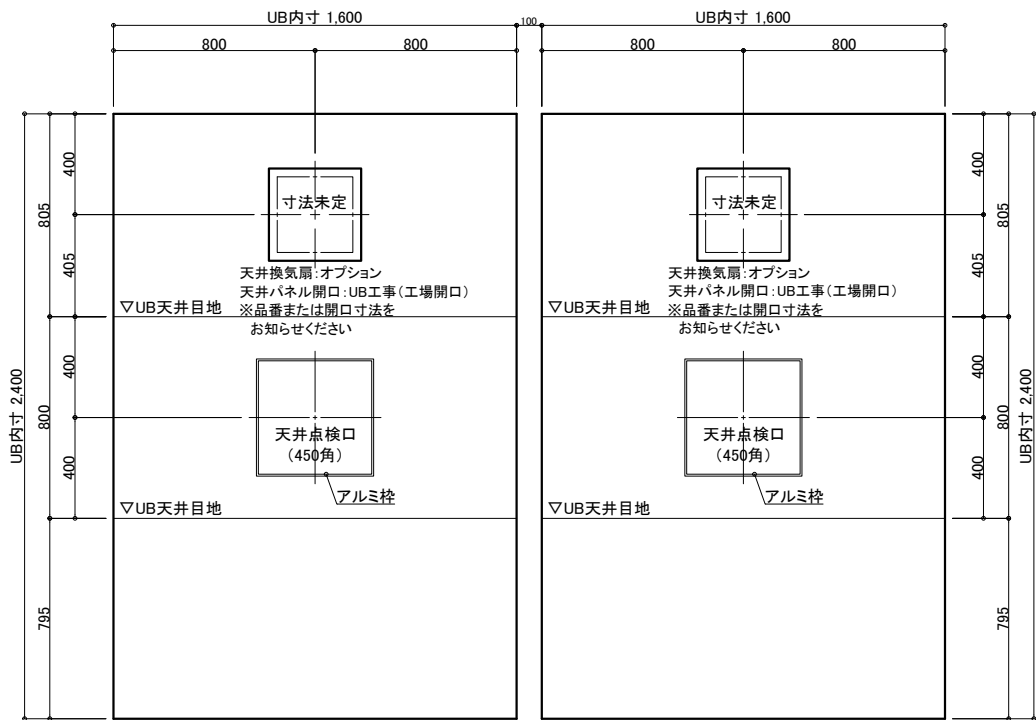 UB内寸 1,600
100
UB内寸 1,600
800
800
800
800
UB内寸 2,400
805
400
405
寸法未定
天井換気扇:オプション
天井パネル開口:UB工事(工場開口)
※品番または開口寸法を
お知らせください
▽UB天井目地
800
400
400
天井点検口
(450角)
アルミ枠
▽UB天井目地
795
寸法未定
天井換気扇:オプション
天井パネル開口:UB工事(工場開口)
※品番または開口寸法を
お知らせください
▽UB天井目地
天井点検口
(450角)
アルミ枠
▽UB天井目地
400
405
805
400
400
800
795
UB内寸 2,400